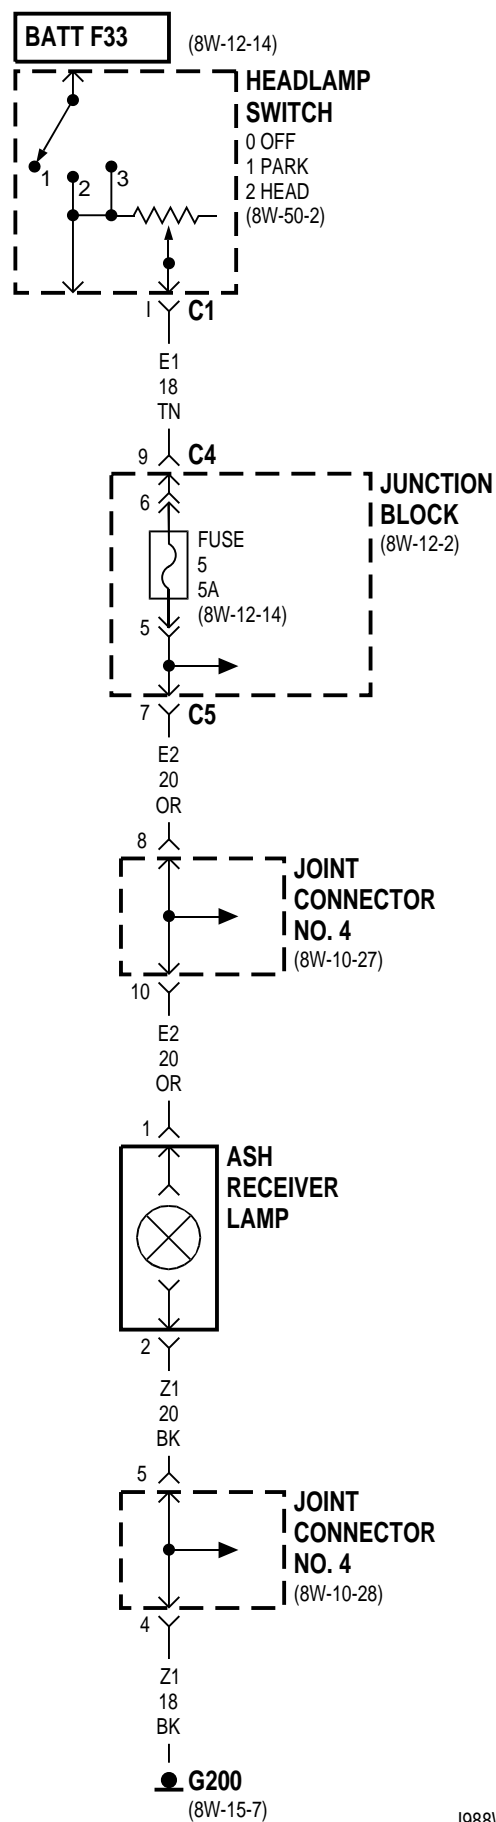 BATT F33
(8W-12-14)
HEADLAMP
SWITCH
0 OFF
1 PARK
2 HEAD
(8W-50-2)
1
2
3
I
C1
E1
18
TN
9
C4
JUNCTION
BLOCK
(8W-12-2)
6
FUSE
5
5A
(8W-12-14)
5
7
C5
E2
20
OR
8
JOINT
CONNECTOR
NO. 4
(8W-10-27)
10
E2
20
OR
1
ASH
RECEIVER
LAMP
2
Z1
20
BK
5
JOINT
CONNECTOR
NO. 4
(8W-10-28)
4
Z1
18
BK
G200
(8W-15-7)